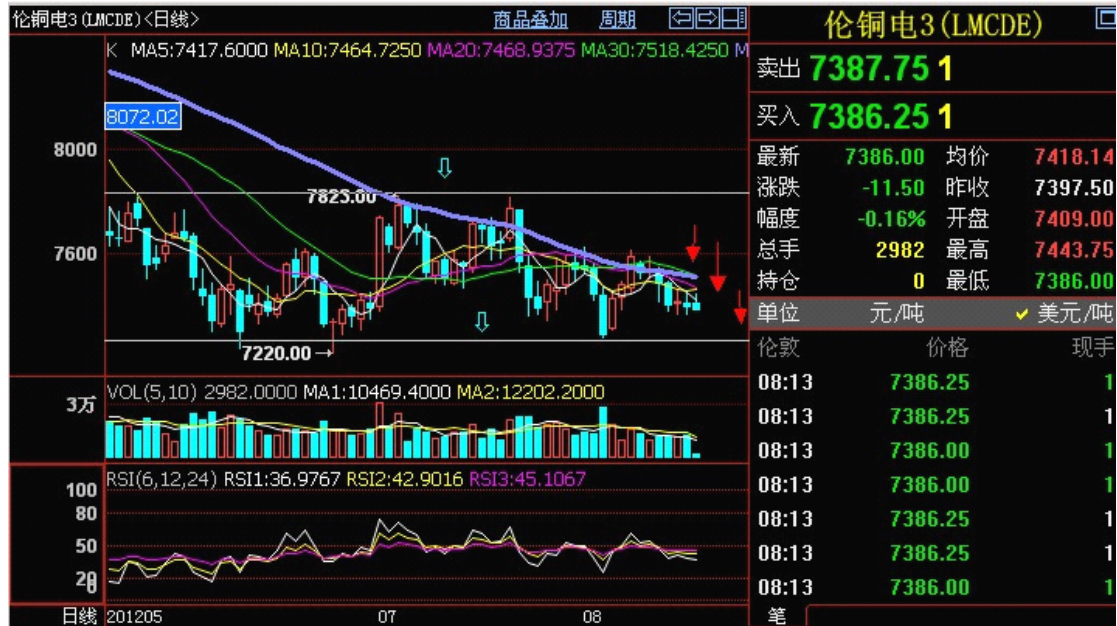 伦铜电3(LMCDE)<日线>
商品叠加 周期
K MA5:7417.6000 MA10:7464.7250 MA20:7468.9375 MA30:7518.4250 M
8072.02
8000
7823.00
7600
7220.00
VOL(5,10) 2982.0000 MA1:10469.4000 MA2:12202.2000
3万
RSI(6,12,24) RSI1:36.9767 RSI2:42.9016 RSI3:45.1067
100
80
50
20
0
日线 201205 07 08
伦铜电3(LMCDE)
卖出 7387.75 1
买入 7386.25 1
最新 7386.00 均价 7418.14
涨跌 -11.50 昨收 7397.50
幅度 -0.16% 开盘 7409.00
总手 2982 最高 7443.75
持仓 0 最低 7386.00
单位 元/吨 美元/吨
伦敦 价格 现手
08:13 7386.25 1
08:13 7386.25 1
08:13 7386.00 1
08:13 7386.00 1
08:13 7386.25 1
08:13 7386.25 1
08:13 7386.00 1
笔